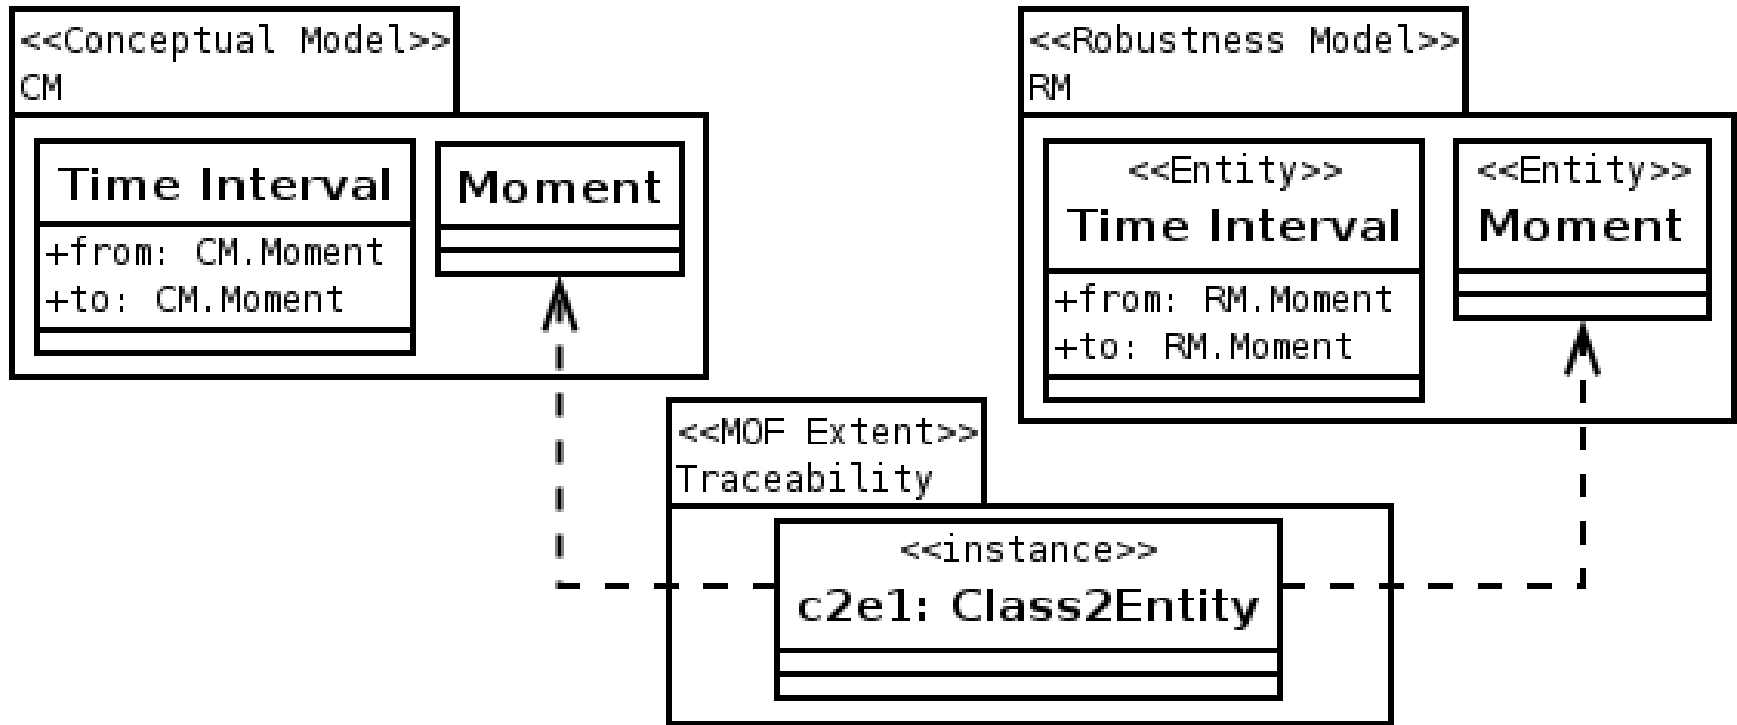 <<Conceptual Model>>
CM
Time Interval
+from: CM.Moment
+to: CM.Moment
Moment
<<Robustness Model>>
RM
<<Entity>>
Time Interval
+from: RM.Moment
+to: RM.Moment
<<Entity>>
Moment
<<MOF Extent>>
Traceability
<<instance>>
c2e1: Class2Entity